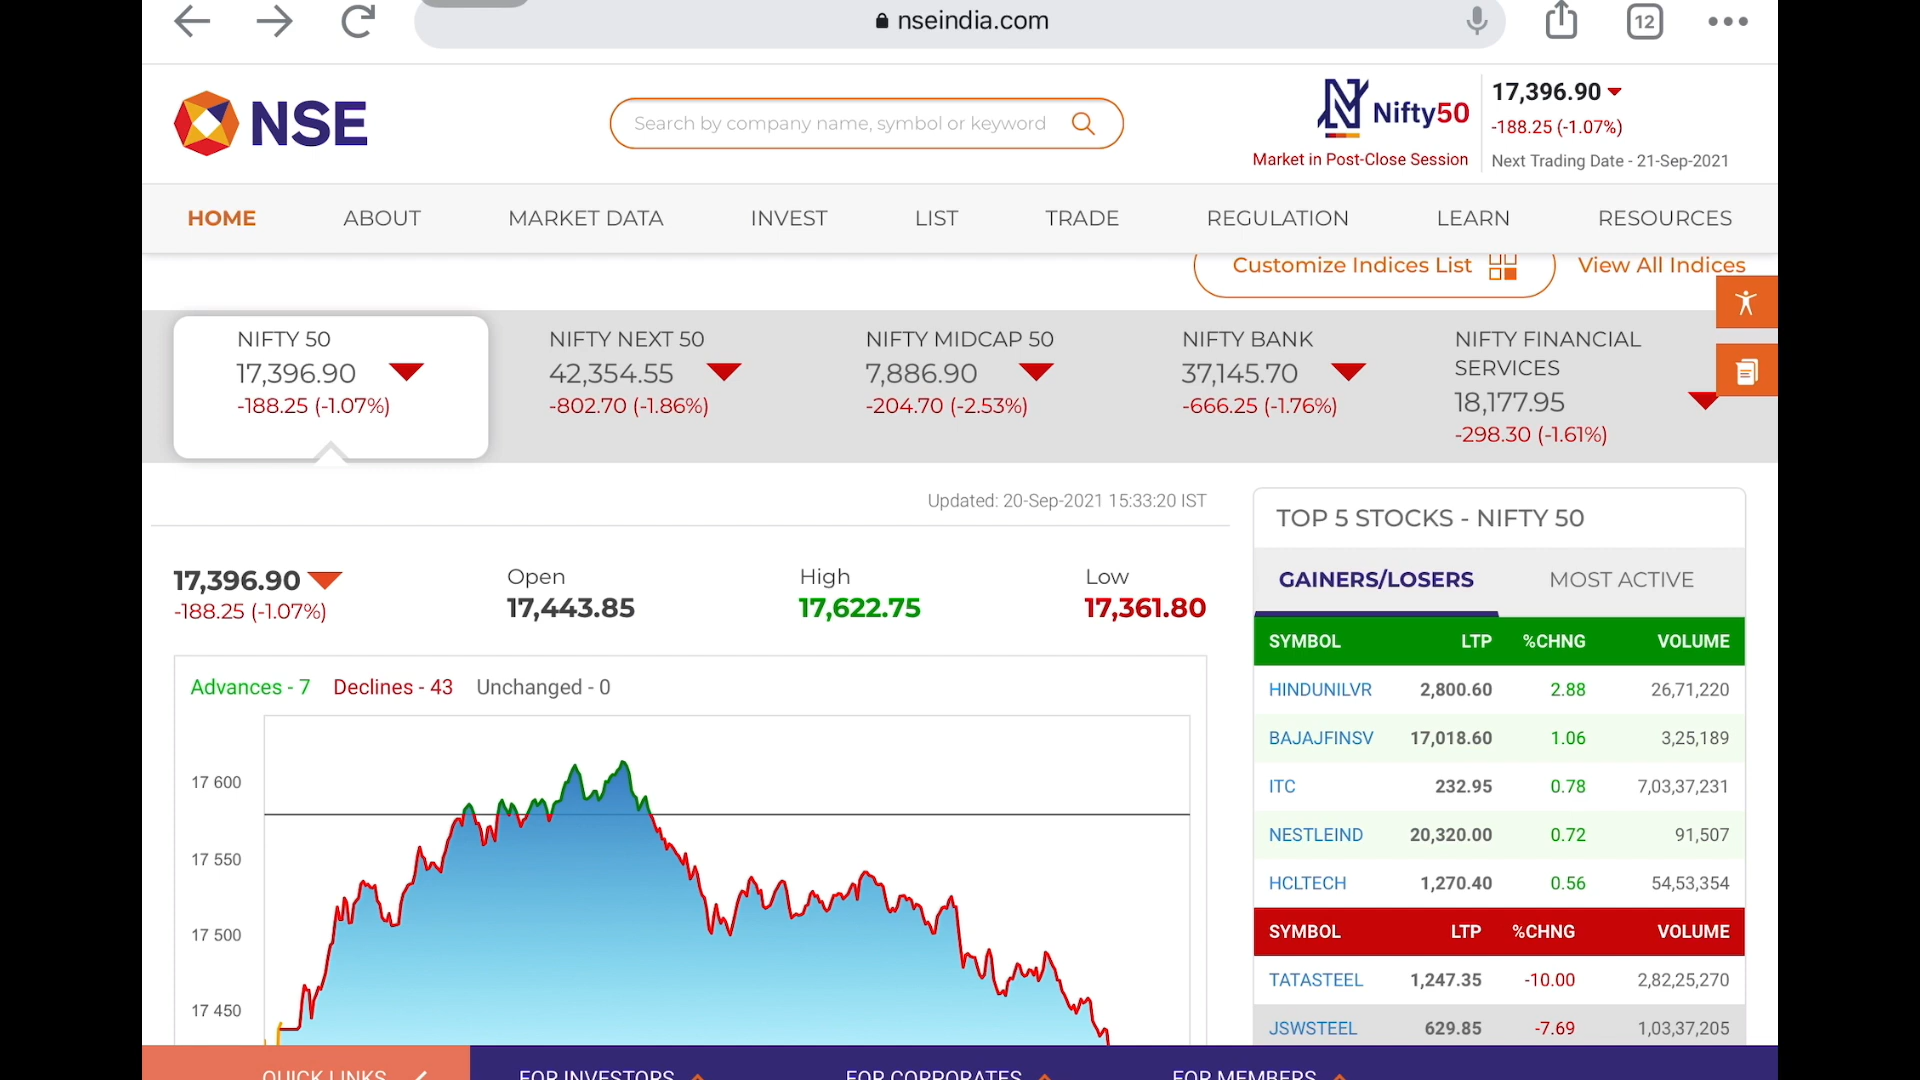 nseindia.com
12
NSE
Search by company name, symbol or keyword
Nifty50
Market in Post-Close Session
17,396.90
-188.25 (-1.07%)
Next Trading Date - 21-Sep-2021
HOME ABOUT MARKET DATA INVEST LIST TRADE REGULATION LEARN RESOURCES
Customize Indices List View All Indices
NIFTY 50
17,396.90
-188.25 (-1.07%)
NIFTY NEXT 50
42,354.55
-802.70 (-1.86%)
NIFTY MIDCAP 50
7,886.90
-204.70 (-2.53%)
NIFTY BANK
37,145.70
-666.25 (-1.76%)
NIFTY FINANCIAL
SERVICES
18,177.95
-298.30 (-1.61%)
Updated: 20-Sep-2021 15:33:20 IST
17,396.90
-188.25 (-1.07%)
Open
17,443.85
High
17,622.75
Low
17,361.80
Advances - 7 Declines - 43 Unchanged - 0
17 600
17 550
17 500
17 450
TOP 5 STOCKS - NIFTY 50
GAINERS/LOSERS MOST ACTIVE
SYMBOL LTP %CHNG VOLUME
HINDUNILVR 2,800.60 2.88 26,71,220
BAJAJFINSV 17,018.60 1.06 3,25,189
ITC 232.95 0.78 7,03,37,231
NESTLEIND 20,320.00 0.72 91,507
HCLTECH 1,270.40 0.56 54,53,354
SYMBOL LTP %CHNG VOLUME
TATASTEEL 1,247.35 -10.00 2,82,25,270
JSWSTEEL 629.85 -7.69 1,03,37,205
QUICK LINKS FOR INVESTORS FOR CORPORATES FOR MEMBERS